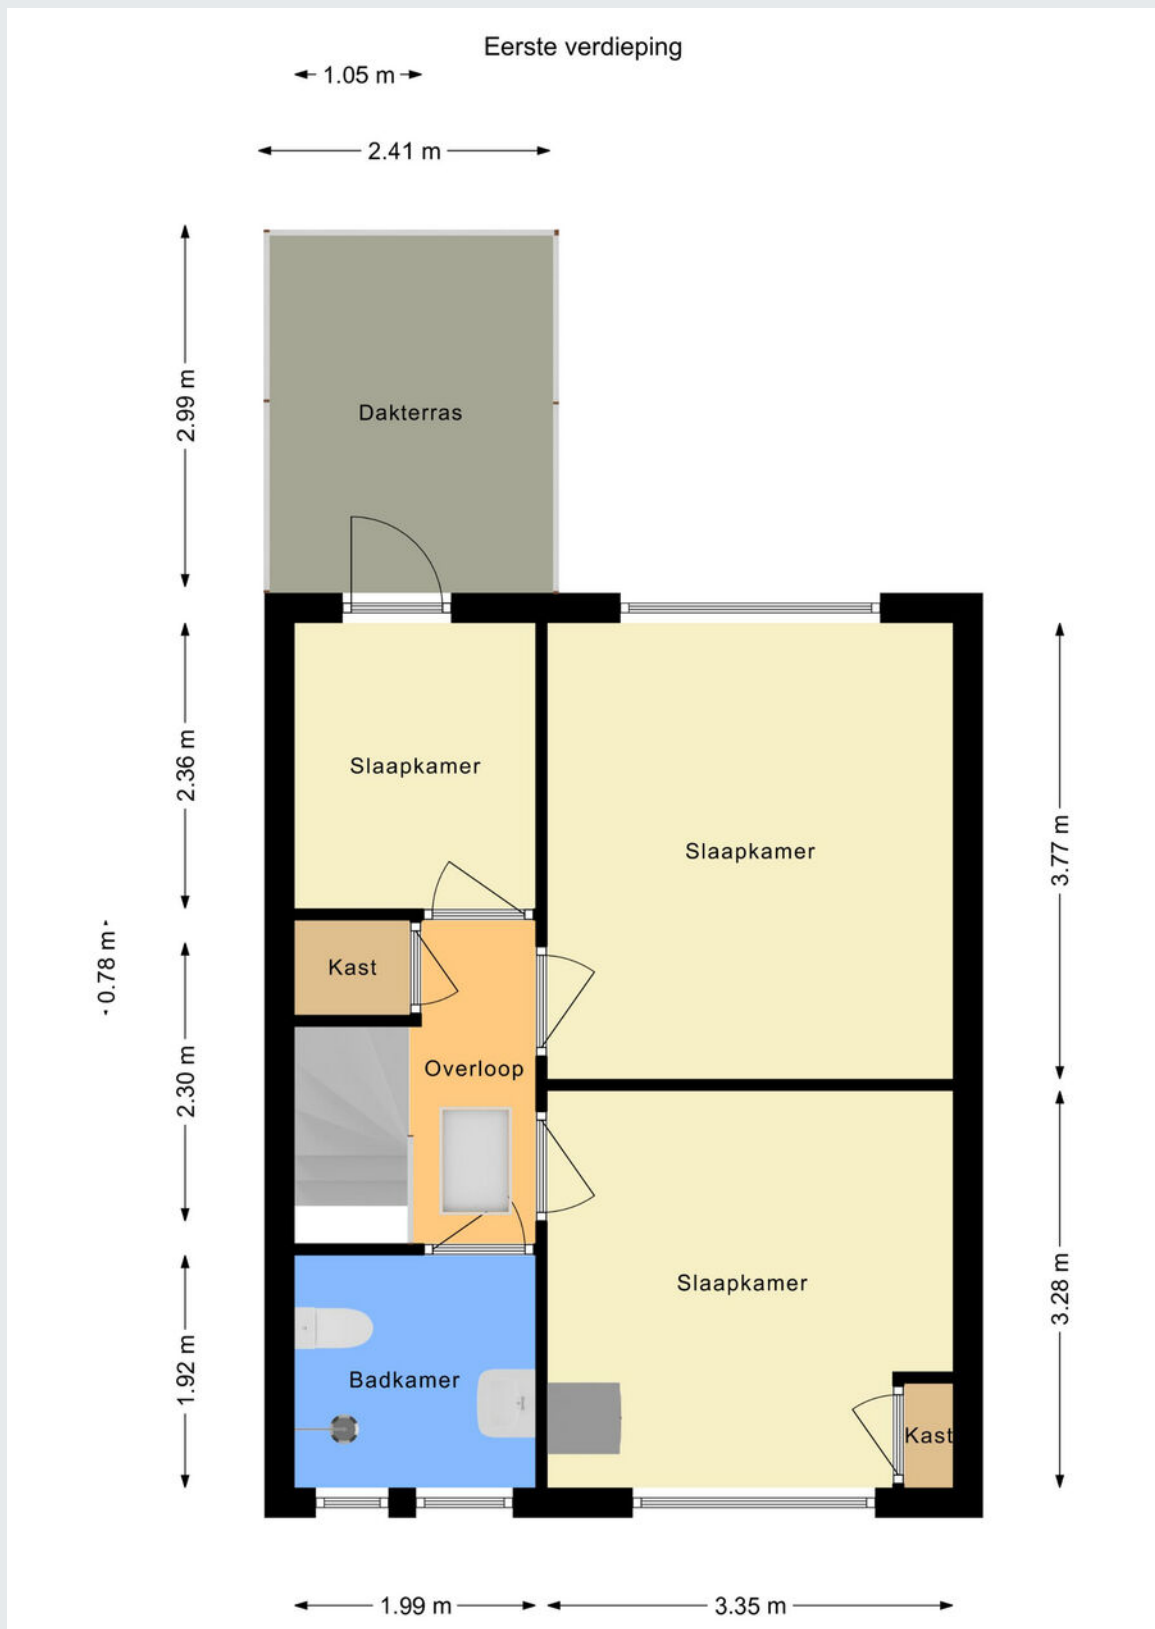 Eerste verdieping
1.05 m
2.41 m
2.99 m
Dakterras
2.36 m
Slaapkamer
Slaapkamer
3.77 m
0.78 m
Kast
2.30 m
Overloop
Slaapkamer
3.28 m
1.92 m
Badkamer
Kast
1.99 m
3.35 m